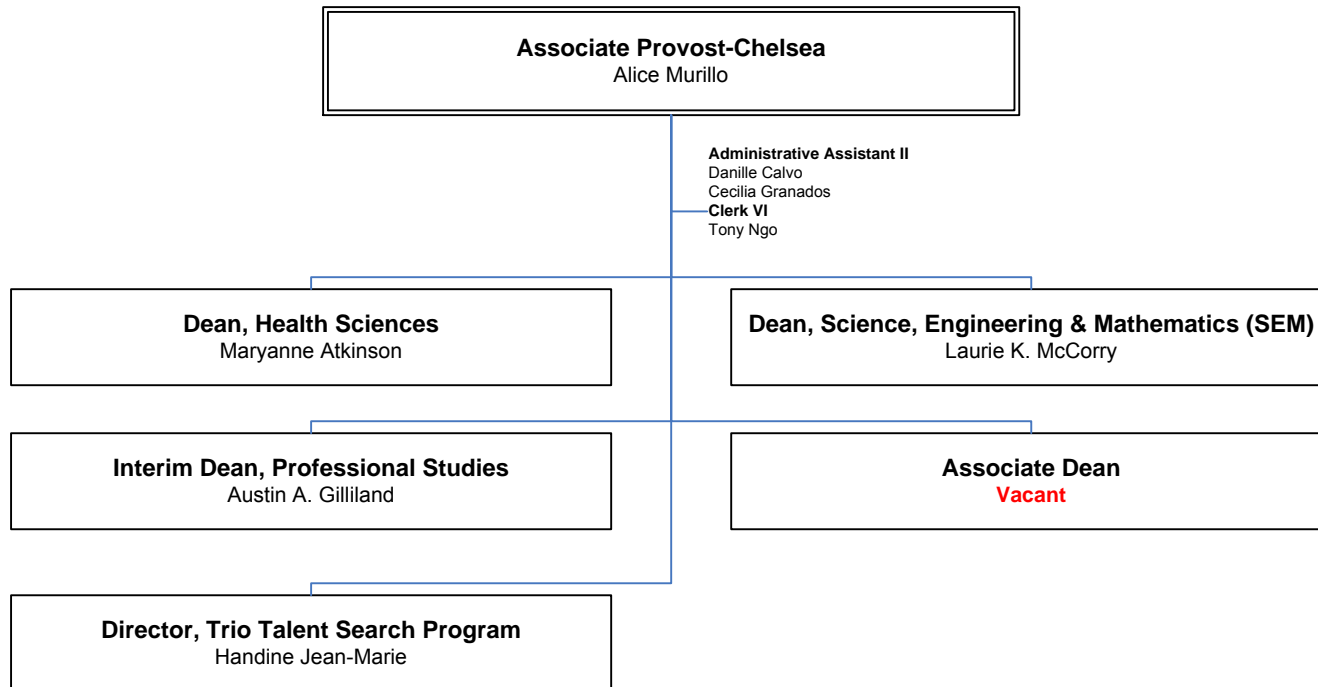 Associate Provost-Chelsea
Alice Murillo
Administrative Assistant II
Danille Calvo
Cecilia Granados
Clerk VI
Tony Ngo
Dean, Health Sciences
Maryanne Atkinson
Dean, Science, Engineering & Mathematics (SEM)
Laurie K. McCorry
Interim Dean, Professional Studies
Austin A. Gilliland
Associate Dean
Vacant
Director, Trio Talent Search Program
Handine Jean-Marie